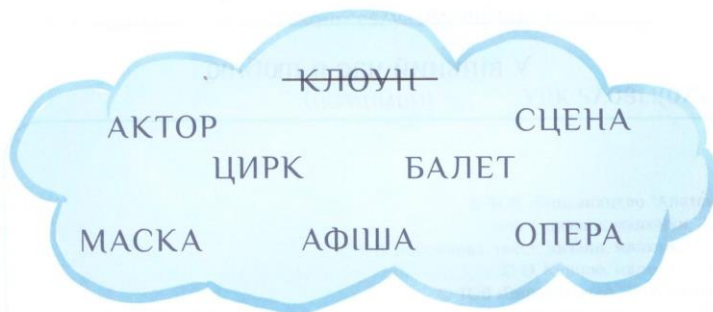 КЛОУН
АКТОР
СЦЕНА
ЦИРК
БАЛЕТ
МАСКА
АФІША
ОПЕРА